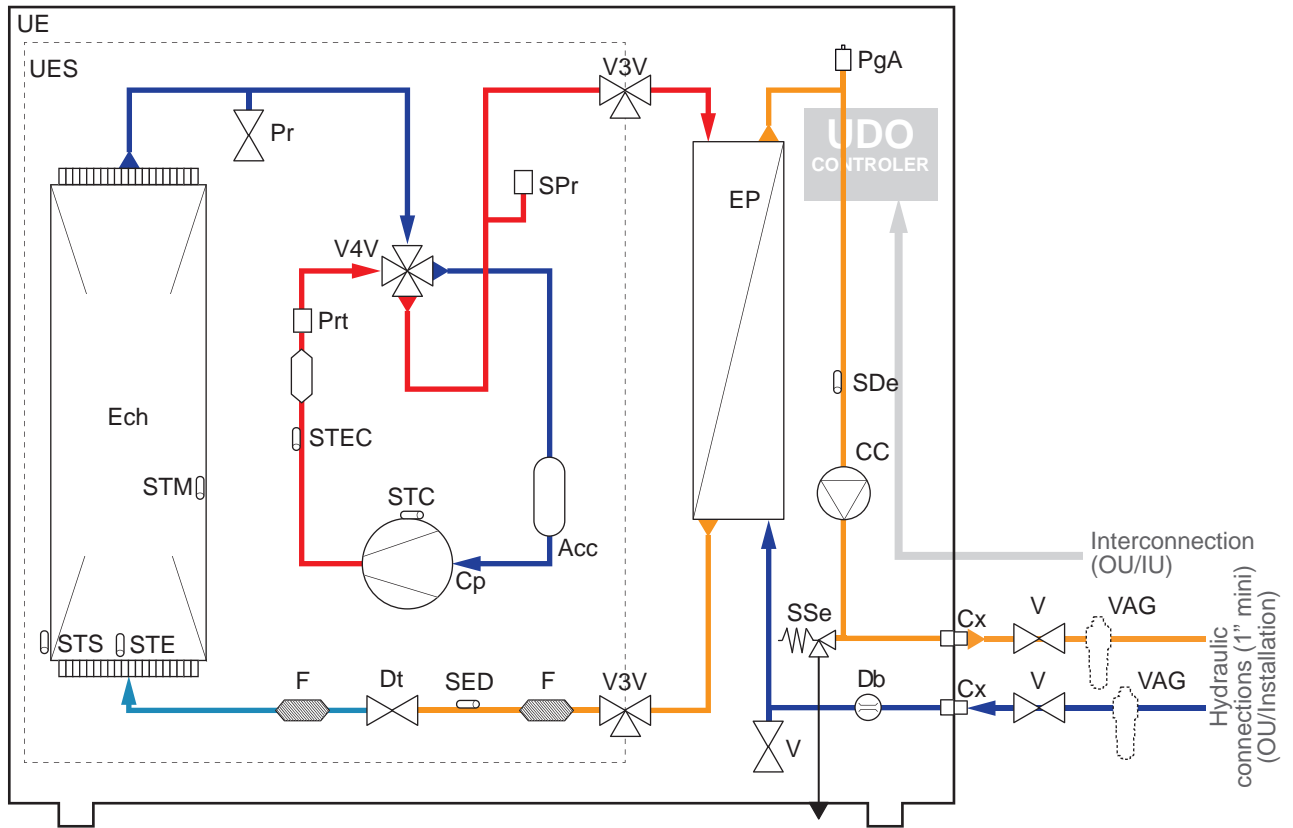 UE
UES
V3V
PgA
Pr
UDO
CONTROLER
SPr
EP
V4V
Prt
SDe
Ech
STEC
CC
STM
STC
Acc
Cp
Interconnection
(OU/IU)
STS
STE
SSe
Cx
V
VAG
F
Dt
SED
F
V3V
Db
Cx
V
VAG
V
Hydraulic
connections (1" mini)
(OU/Installation)